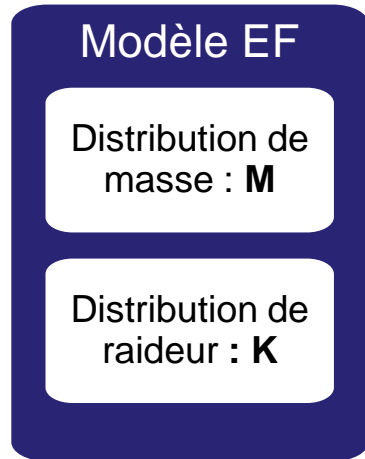 Modèle EF
Distribution de
masse : M
Distribution de
raideur : K